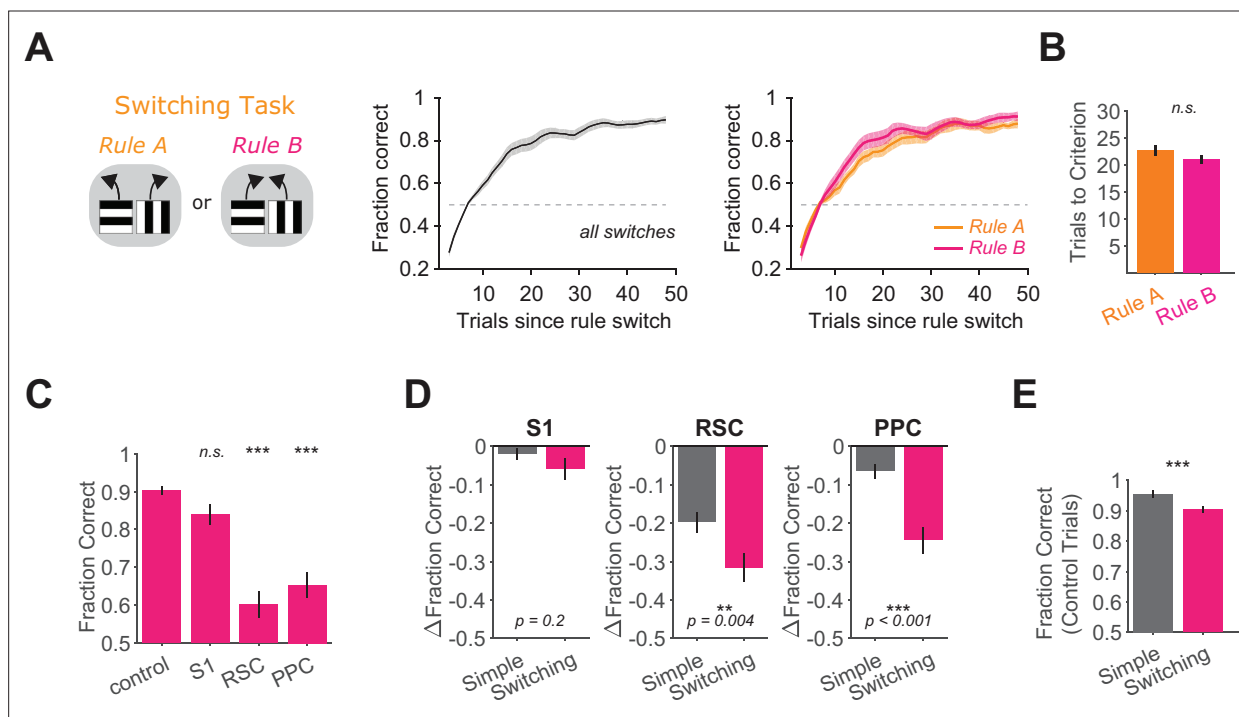 A
Switching Task
Rule A
Rule B
or
Fraction correct
1
0.8
0.6
0.4
0.2
all switches
10
20
30
40
50
Trials since rule switch
Fraction correct
1
0.8
0.6
0.4
0.2
Rule A
Rule B
10
20
30
40
50
Trials since rule switch
B
n.s.
Trials to Criterion
30
25
20
15
10
5
Rule A
Rule B
C
n.s.
***
***
Fraction Correct
1
0.9
0.8
0.7
0.6
0.5
control
S1
RSC
PPC
D
S1
ΔFraction Correct
0
-0.1
-0.2
-0.3
-0.4
-0.5
p = 0.2
Simple
Switching
RSC
ΔFraction Correct
0
-0.1
-0.2
-0.3
-0.4
-0.5
**
p = 0.004
Simple
Switching
PPC
ΔFraction Correct
0
-0.1
-0.2
-0.3
-0.4
-0.5
***
p < 0.001
Simple
Switching
E
***
Fraction Correct
(Control Trials)
1
0.9
0.8
0.7
0.6
0.5
Simple
Switching